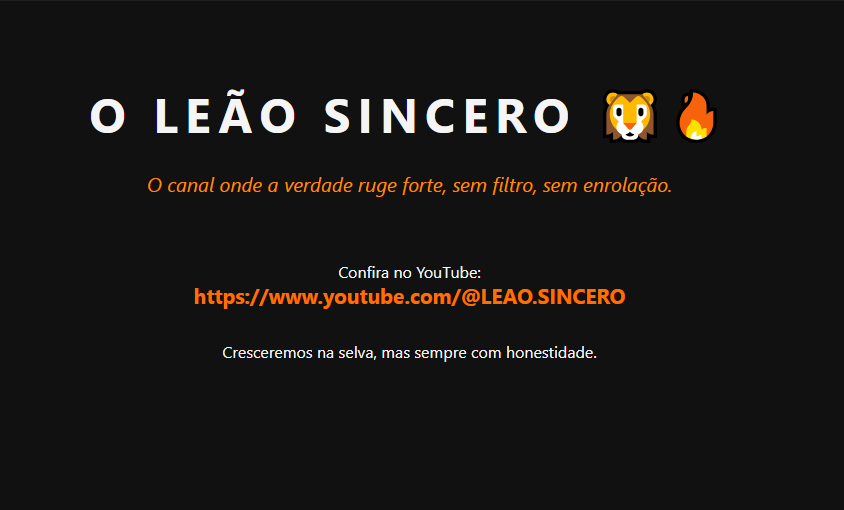 O LEÃO SINCERO 🦁🔥
O canal onde a verdade ruge forte, sem filtro, sem enrolação.
Confira no YouTube:
https://www.youtube.com/@LEAO.SINCERO
Cresceremos na selva, mas sempre com honestidade.